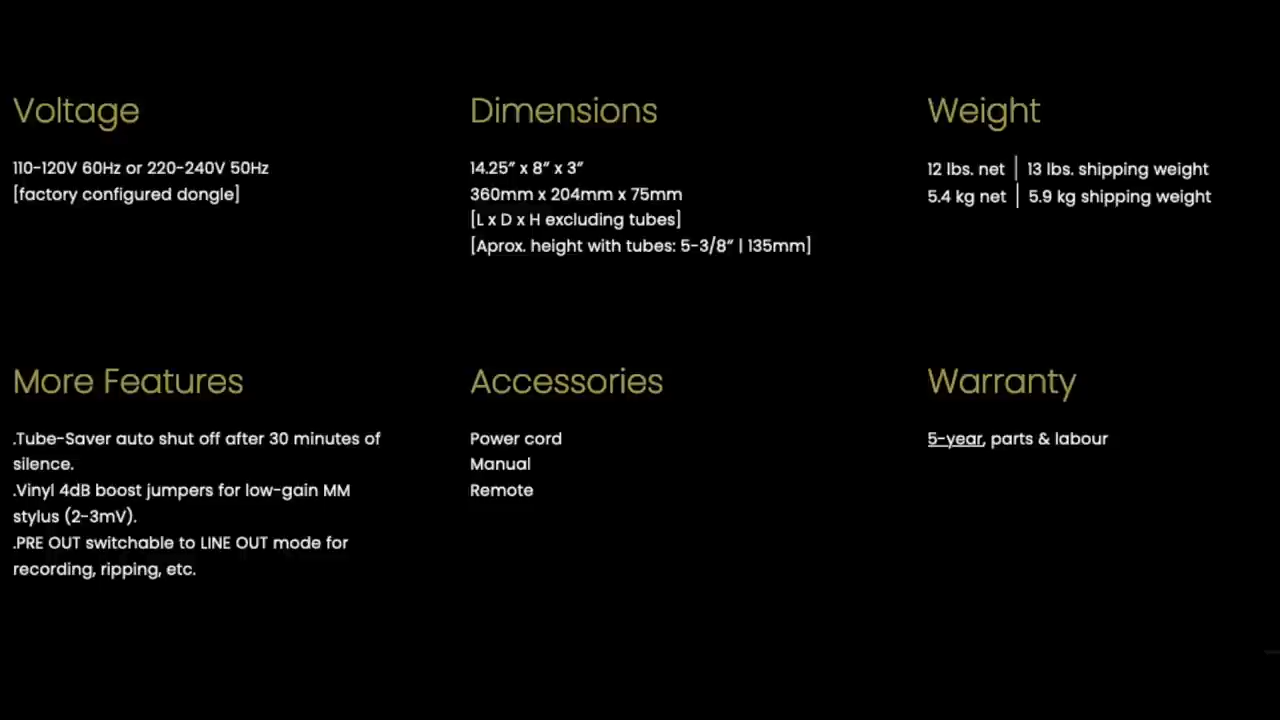 Voltage
110-120V 60Hz or 220-240V 50Hz
[factory configured dongle]
Dimensions
14.25″ x 8″ x 3″
360mm x 204mm x 75mm
[L x D x H excluding tubes]
[Aprox. height with tubes: 5-3/8″ | 135mm]
Weight
12 lbs. net | 13 lbs. shipping weight
5.4 kg net | 5.9 kg shipping weight
More Features
.Tube-Saver auto shut off after 30 minutes of
silence.
.Vinyl 4dB boost jumpers for low-gain MM
stylus (2-3mV).
.PRE OUT switchable to LINE OUT mode for
recording, ripping, etc.
Accessories
Power cord
Manual
Remote
Warranty
5-year, parts & labour